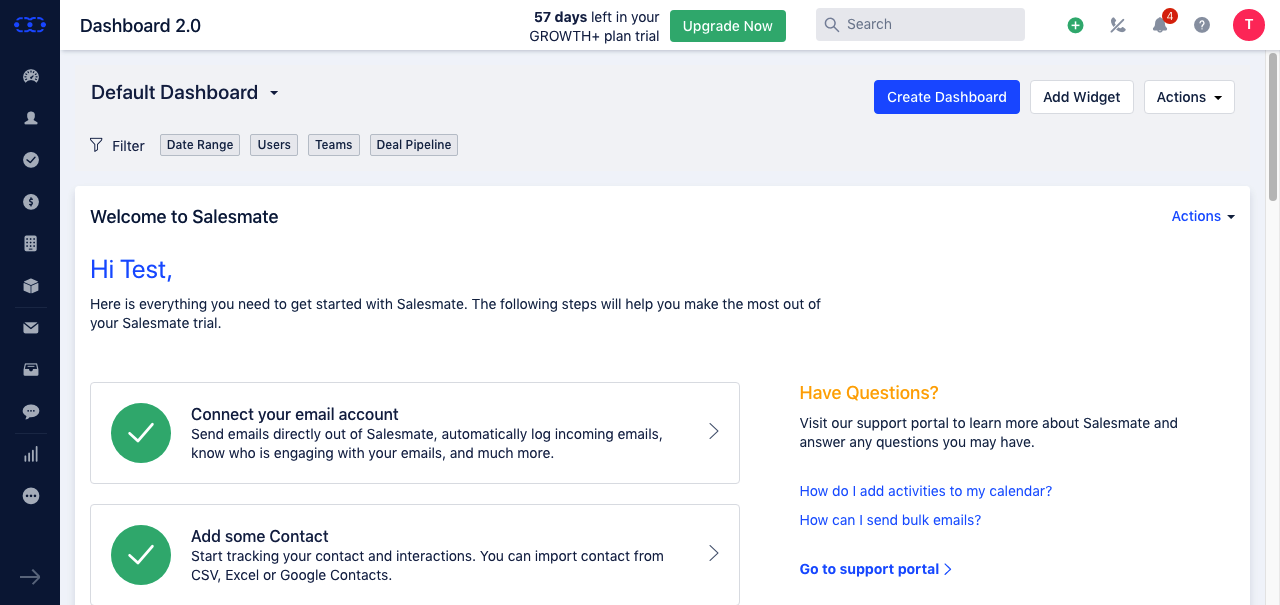 Dashboard 2.0
57 days left in your
GROWTH+ plan trial
Upgrade Now
Search
4
T
Default Dashboard
Create Dashboard
Add Widget
Actions
Filter
Date Range
Users
Teams
Deal Pipeline
Welcome to Salesmate
Actions
Hi Test,
Here is everything you need to get started with Salesmate. The following steps will help you make the most out of
your Salesmate trial.
Connect your email account
Send emails directly out of Salesmate, automatically log incoming emails,
know who is engaging with your emails, and much more.
Add some Contact
Start tracking your contact and interactions. You can import contact from
CSV, Excel or Google Contacts.
Have Questions?
Visit our support portal to learn more about Salesmate and
answer any questions you may have.
How do I add activities to my calendar?
How can I send bulk emails?
Go to support portal